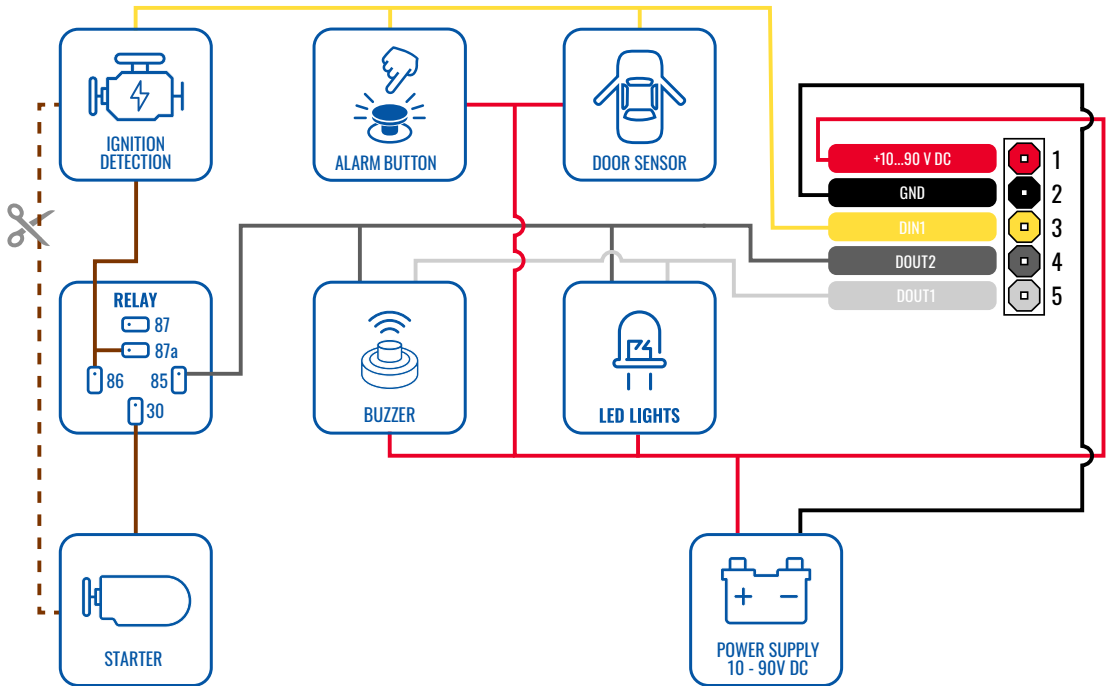 IGNITION
DETECTION
ALARM BUTTON
DOOR SENSOR
+10...90 V DC
1
GND
2
DIN1
3
DOUT2
4
DOUT1
5
RELAY
87
87a
86
85
30
BUZZER
LED LIGHTS
STARTER
+ −
POWER SUPPLY
10 - 90V DC